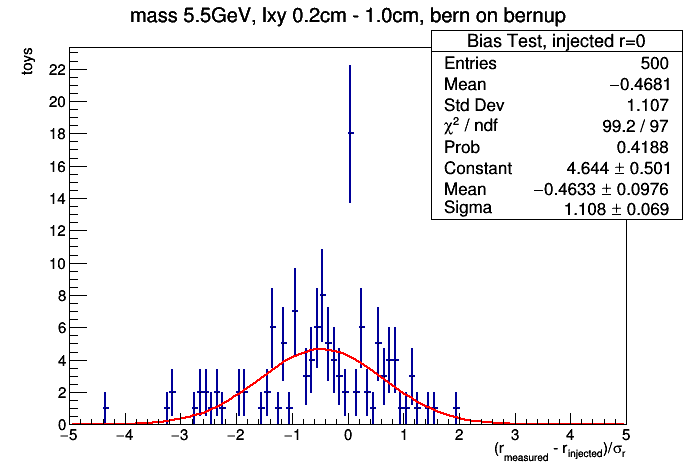 mass 5.5GeV, lxy 0.2cm - 1.0cm, bern on bernup
toys
Bias Test, injected r=0
Entries 500
Mean −0.4681
Std Dev 1.107
χ² / ndf 99.2 / 97
Prob 0.4188
Constant 4.644 ± 0.501
Mean −0.4633 ± 0.0976
Sigma 1.108 ± 0.069
22
20
18
16
14
12
10
8
6
4
2
0
−5 −4 −3 −2 −1 0 1 2 3 4 5
(r_measured - r_injected)/σ_r